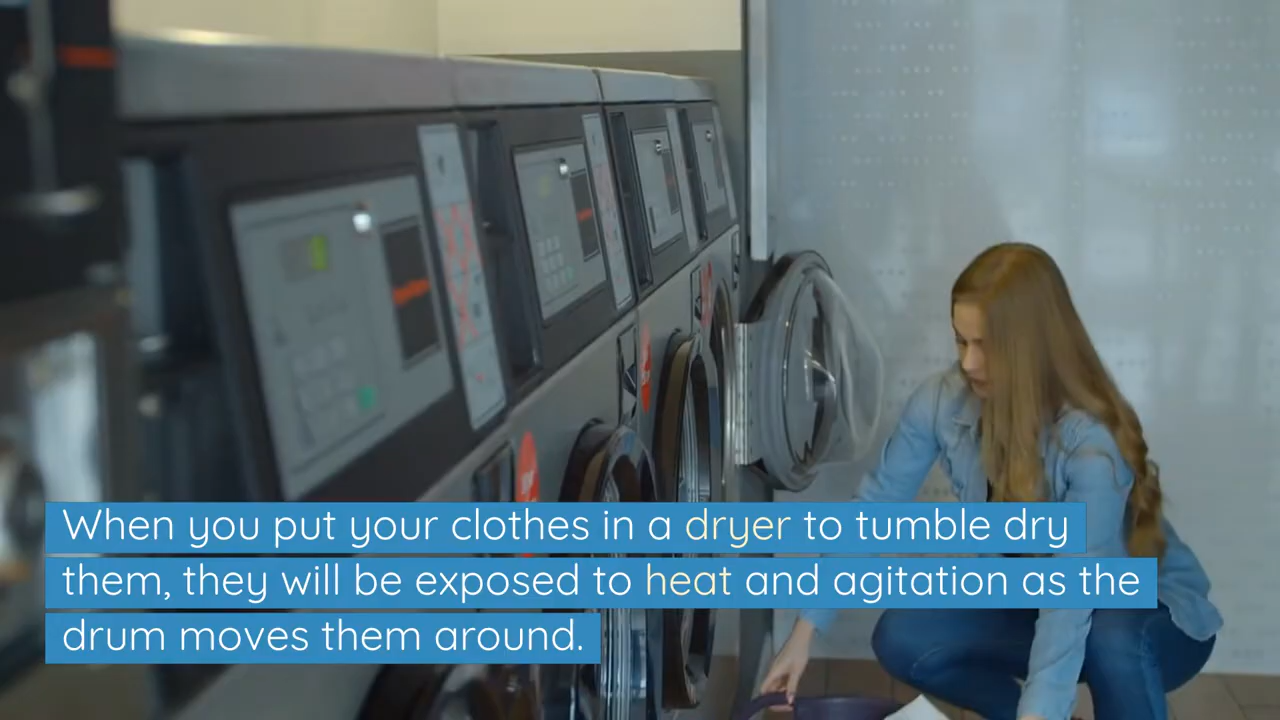 When you put your clothes in a dryer to tumble dry
them, they will be exposed to heat and agitation as the
drum moves them around.